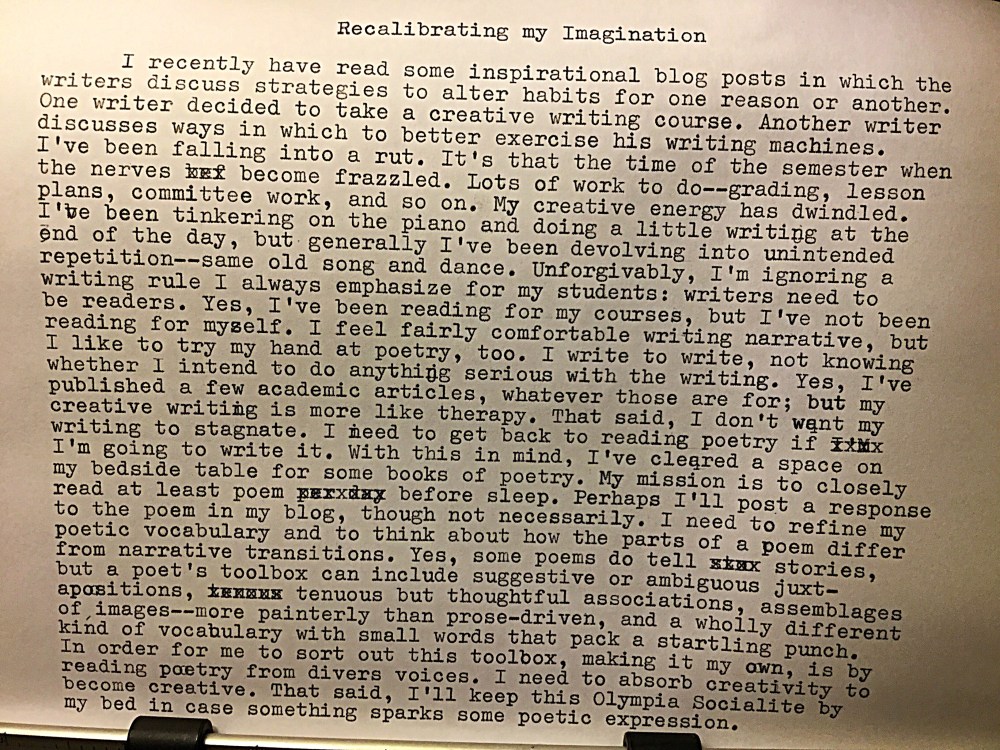 Recalibrating my Imagination
I recently have read some inspirational blog posts in which the
writers discuss strategies to alter habits for one reason or another.
One writer decided to take a creative writing course. Another writer
discusses ways in which to better exercise his writing machines.
I've been falling into a rut. It's that the time of the semester when
the nerves become frazzled. Lots of work to do--grading, lesson
plans, committee work, and so on. My creative energy has dwindled.
I've been tinkering on the piano and doing a little writing at the
end of the day, but generally I've been devolving into unintended
repetition--same old song and dance. Unforgivably, I'm ignoring a
writing rule I always emphasize for my students: writers need to
be readers. Yes, I've been reading for my courses, but I've not been
reading for myself. I feel fairly comfortable writing narrative, but
I like to try my hand at poetry, too. I write to write, not knowing
whether I intend to do anything serious with the writing. Yes, I've
published a few academic articles, whatever those are for; but my
creative writing is more like therapy. That said, I don't want my
writing to stagnate. I need to get back to reading poetry if
I'm going to write it. With this in mind, I've cleared a space on
my bedside table for some books of poetry. My mission is to closely
read at least poem before sleep. Perhaps I'll post a response
to the poem in my blog, though not necessarily. I need to refine my
poetic vocabulary and to think about how the parts of a poem differ
from narrative transitions. Yes, some poems do tell stories,
but a poet's toolbox can include suggestive or ambiguous juxt-
apositions, tenuous but thoughtful associations, assemblages
of images--more painterly than prose-driven, and a wholly different
kind of vocabulary with small words that pack a startling punch.
In order for me to sort out this toolbox, making it my own, is by
reading poetry from divers voices. I need to absorb creativity to
become creative. That said, I'll keep this Olympia Socialite by
my bed in case something sparks some poetic expression.